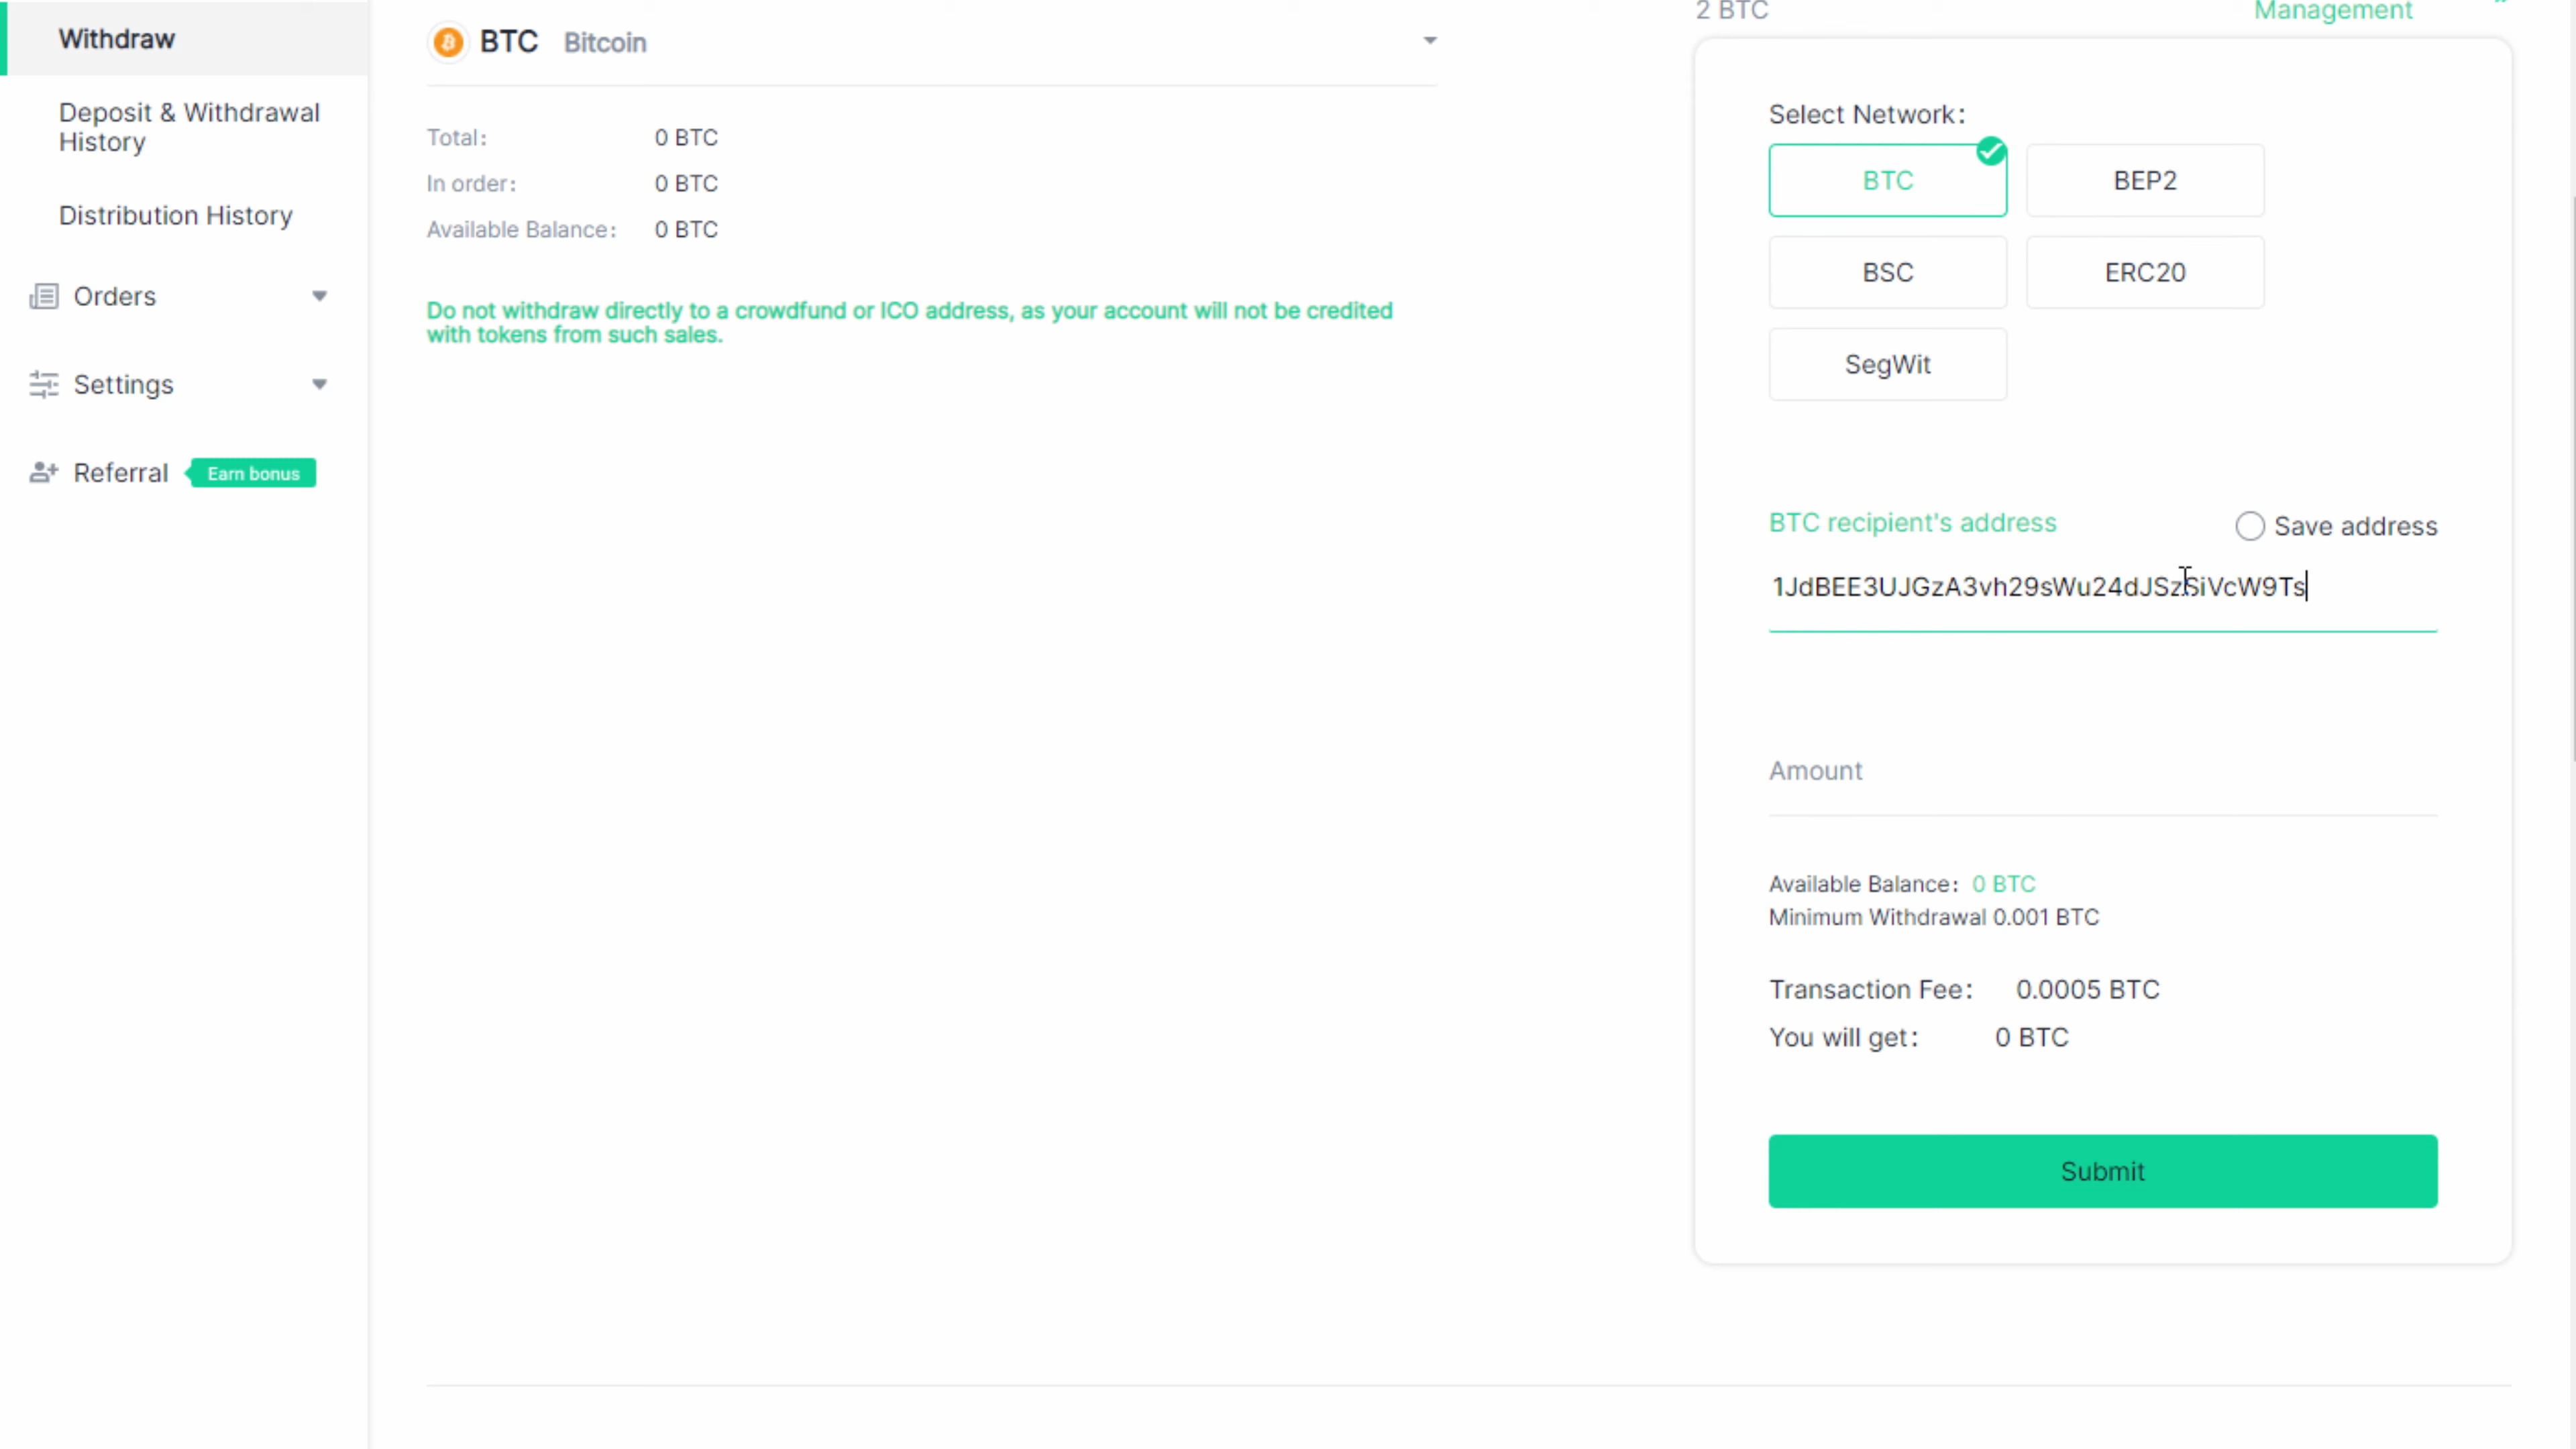 Withdraw
Deposit & Withdrawal
History
Distribution History
Orders
Settings
Referral
Earn bonus
BTC Bitcoin
Total: 0 BTC
In order: 0 BTC
Available Balance: 0 BTC
Do not withdraw directly to a crowdfund or ICO address, as your account will not be credited
with tokens from such sales.
2 BTC
Management
Select Network:
BTC
BEP2
BSC
ERC20
SegWit
BTC recipient's address
Save address
1JdBEE3UJGzA3vh29sWu24dJSzSiVcW9Ts
Amount
Available Balance: 0 BTC
Minimum Withdrawal 0.001 BTC
Transaction Fee: 0.0005 BTC
You will get: 0 BTC
Submit